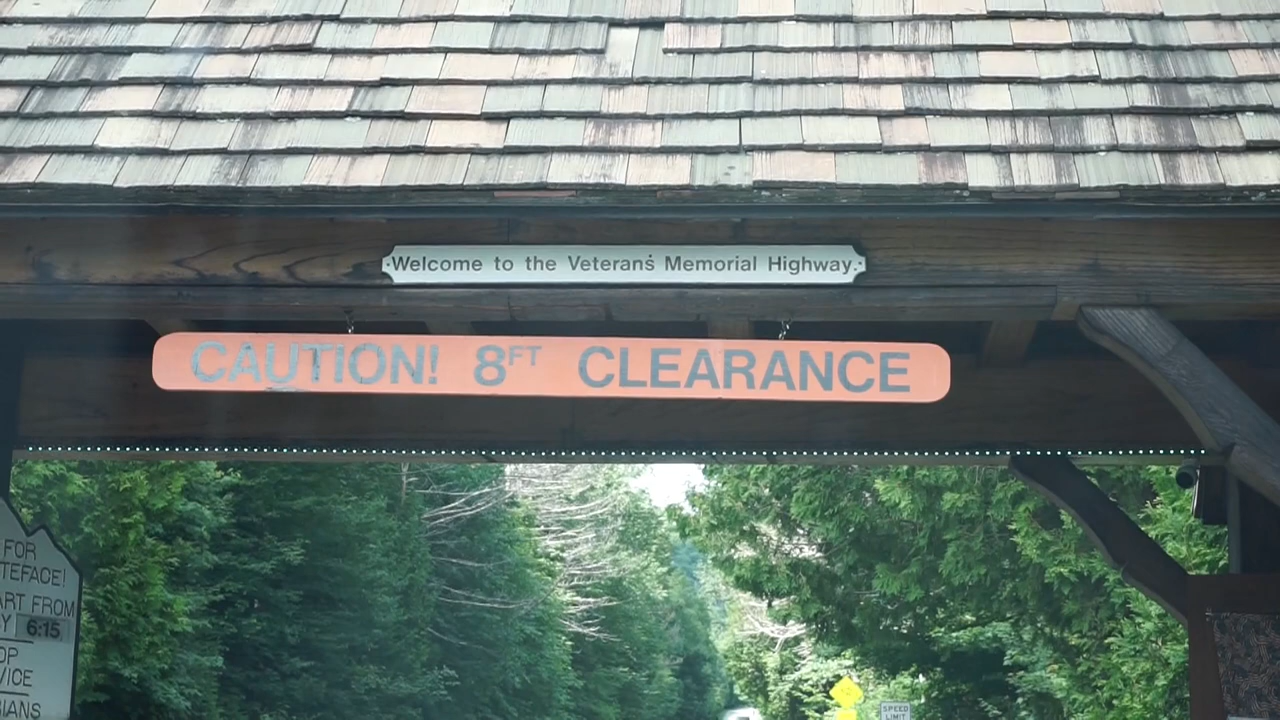 Welcome to the Veterans' Memorial Highway.
CAUTION! 8FT CLEARANCE
FOR
TEFACE!
ART FROM
Y 6:15
OP
VICE
IANS
SPEED
LIMIT